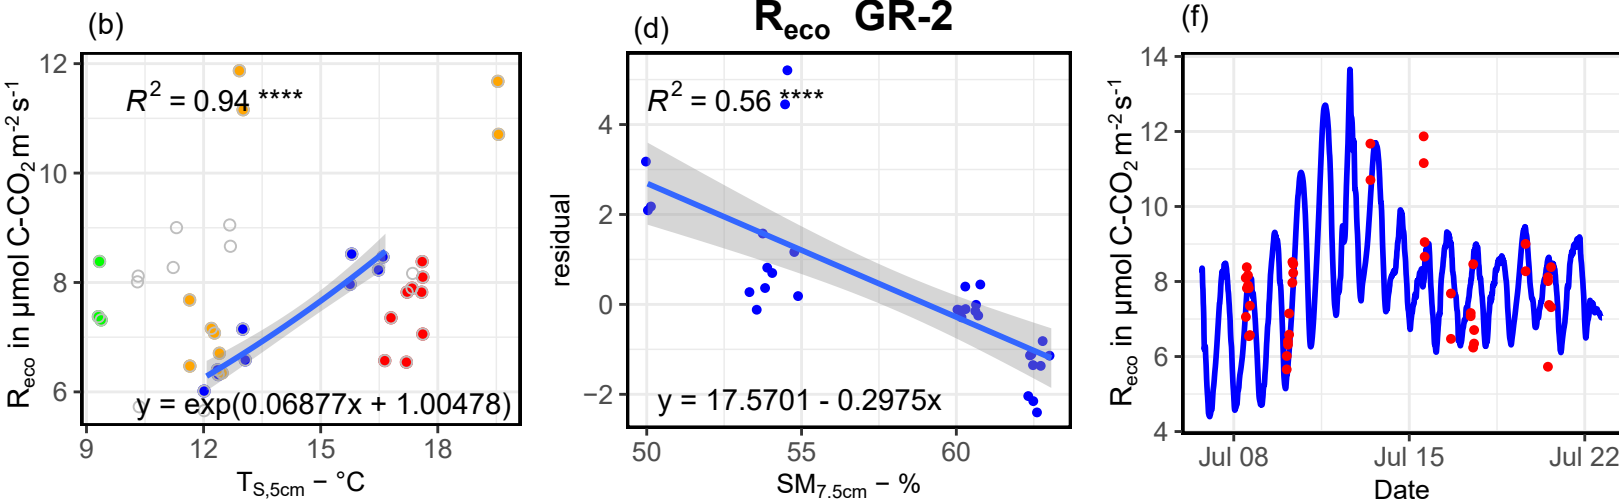 R_eco GR-2
(b)
R² = 0.94 ****
y = exp(0.06877x + 1.00478)
R_eco in µmol C-CO₂ m⁻² s⁻¹
12
10
8
6
9 12 15 18
T_S,5cm − °C
(d)
R² = 0.56 ****
y = 17.5701 - 0.2975x
residual
4
2
0
−2
50 55 60
SM_7.5cm − %
(f)
R_eco in µmol C-CO₂ m⁻² s⁻¹
14
12
10
8
6
4
Jul 08 Jul 15 Jul 22
Date